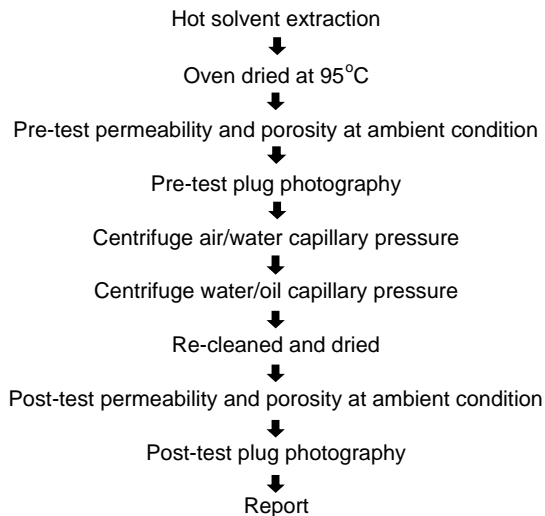 Hot solvent extraction
Oven dried at 95°C
Pre-test permeability and porosity at ambient condition
Pre-test plug photography
Centrifuge air/water capillary pressure
Centrifuge water/oil capillary pressure
Re-cleaned and dried
Post-test permeability and porosity at ambient condition
Post-test plug photography
Report